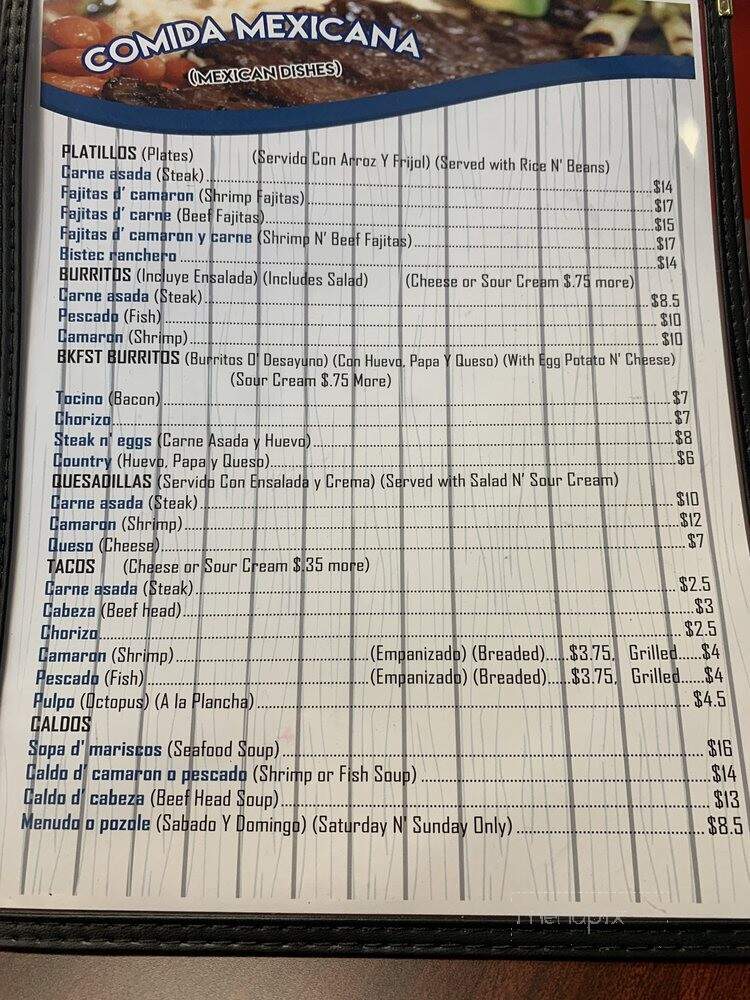 COMIDA MEXICANA
(MEXICAN DISHES)
PLATILLOS (Plates) (Servido Con Arroz Y Frijol) (Served with Rice N' Beans)
Carne asada (Steak)..........$14
Fajitas d' camaron (Shrimp Fajitas)..........$17
Fajitas d' carne (Beef Fajitas)..........$15
Fajitas d' camaron y carne (Shrimp N' Beef Fajitas)..........$17
Bistec ranchero..........$14
BURRITOS (Incluye Ensalada) (Includes Salad) (Cheese or Sour Cream $.75 more)
Carne asada (Steak)..........$8.5
Pescado (Fish)..........$10
Camaron (Shrimp)..........$10
BKFST BURRITOS (Burritos D' Desayuno) (Con Huevo, Papa Y Queso) (With Egg Potato N' Cheese)
(Sour Cream $.75 More)
Tocino (Bacon)..........$7
Chorizo..........$7
Steak n' eggs (Carne Asada y Huevo)..........$8
Country (Huevo, Papa y Queso)..........$6
QUESADILLAS (Servido Con Ensalada y Crema) (Served with Salad N' Sour Cream)
Carne asada (Steak)..........$10
Camaron (Shrimp)..........$12
Queso (Cheese)..........$7
TACOS (Cheese or Sour Cream $.35 more)
Carne asada (Steak)..........$2.5
Cabeza (Beef head)..........$3
Chorizo..........$2.5
Camaron (Shrimp)..........(Empanizado) (Breaded).....$3.75, Grilled.....$4
Pescado (Fish)..........(Empanizado) (Breaded).....$3.75, Grilled.....$4
Pulpo (Octopus) (A la Plancha)..........$4.5
CALDOS
Sopa d' mariscos (Seafood Soup)..........$16
Caldo d' camaron o pescado (Shrimp or Fish Soup)..........$14
Caldo d' cabeza (Beef Head Soup)..........$13
Menudo o pozole (Sabado Y Domingo) (Saturday N' Sunday Only)..........$8.5
menupix